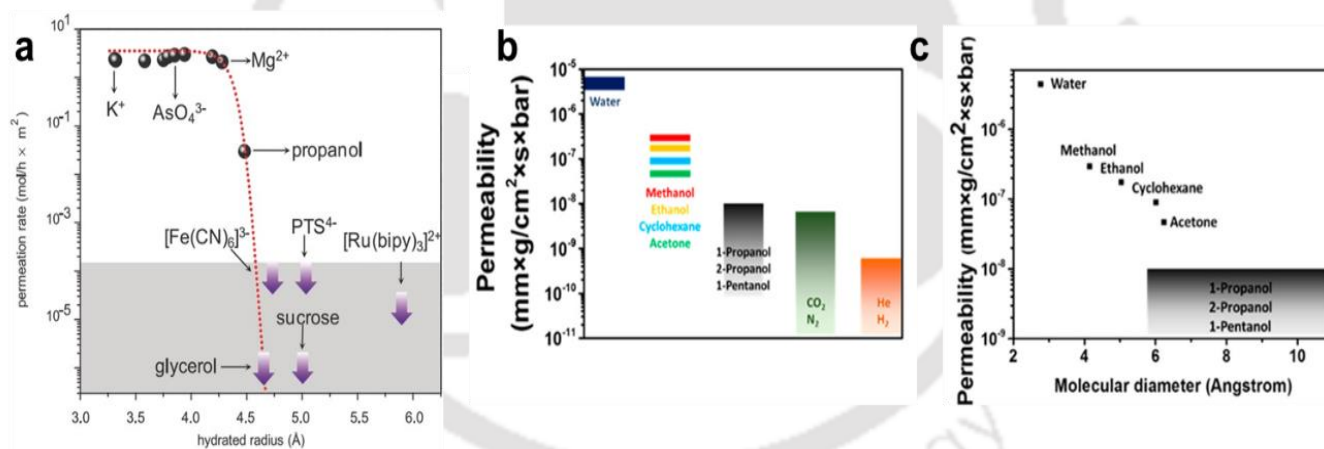 a
permeation rate (mol/h × m²)
10¹
10⁻¹
10⁻³
10⁻⁵
K⁺
AsO₄³⁻
Mg²⁺
propanol
[Fe(CN)₆]³⁻
PTS⁴⁻
[Ru(bipy)₃]²⁺
sucrose
glycerol
3.0 3.5 4.0 4.5 5.0 5.5 6.0
hydrated radius (Å)
b
Permeability
(mm×g/cm²×s×bar)
10⁻⁵
10⁻⁶
10⁻⁷
10⁻⁸
10⁻⁹
10⁻¹⁰
10⁻¹¹
Water
Methanol
Ethanol
Cyclohexane
Acetone
1-Propanol
2-Propanol
1-Pentanol
CO₂
N₂
He
H₂
c
Permeability (mm×g/cm²×s×bar)
10⁻⁶
10⁻⁷
10⁻⁸
10⁻⁹
Water
Methanol
Ethanol
Cyclohexane
Acetone
1-Propanol
2-Propanol
1-Pentanol
2 4 6 8 10
Molecular diameter (Angstrom)